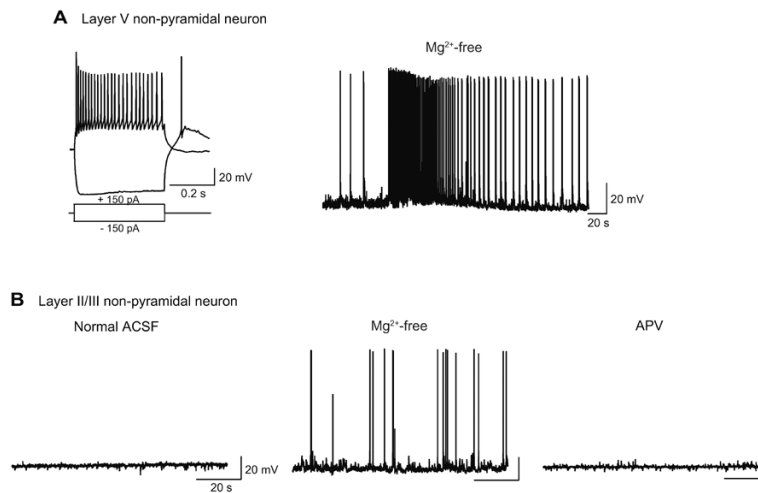 A Layer V non-pyramidal neuron
Mg²⁺-free
20 mV
0.2 s
+ 150 pA
- 150 pA
20 mV
20 s
B Layer II/III non-pyramidal neuron
Normal ACSF
Mg²⁺-free
APV
20 mV
20 s